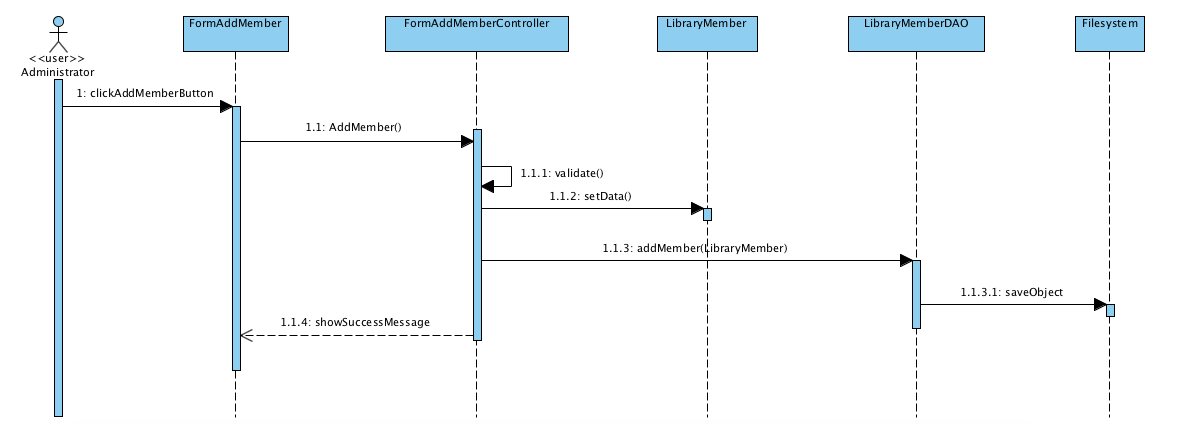 FormAddMember
FormAddMemberController
LibraryMember
LibraryMemberDAO
Filesystem
<<user>>
Administrator
1: clickAddMemberButton
1.1: AddMember()
1.1.1: validate()
1.1.2: setData()
1.1.3: addMember(LibraryMember)
1.1.3.1: saveObject
1.1.4: showSuccessMessage